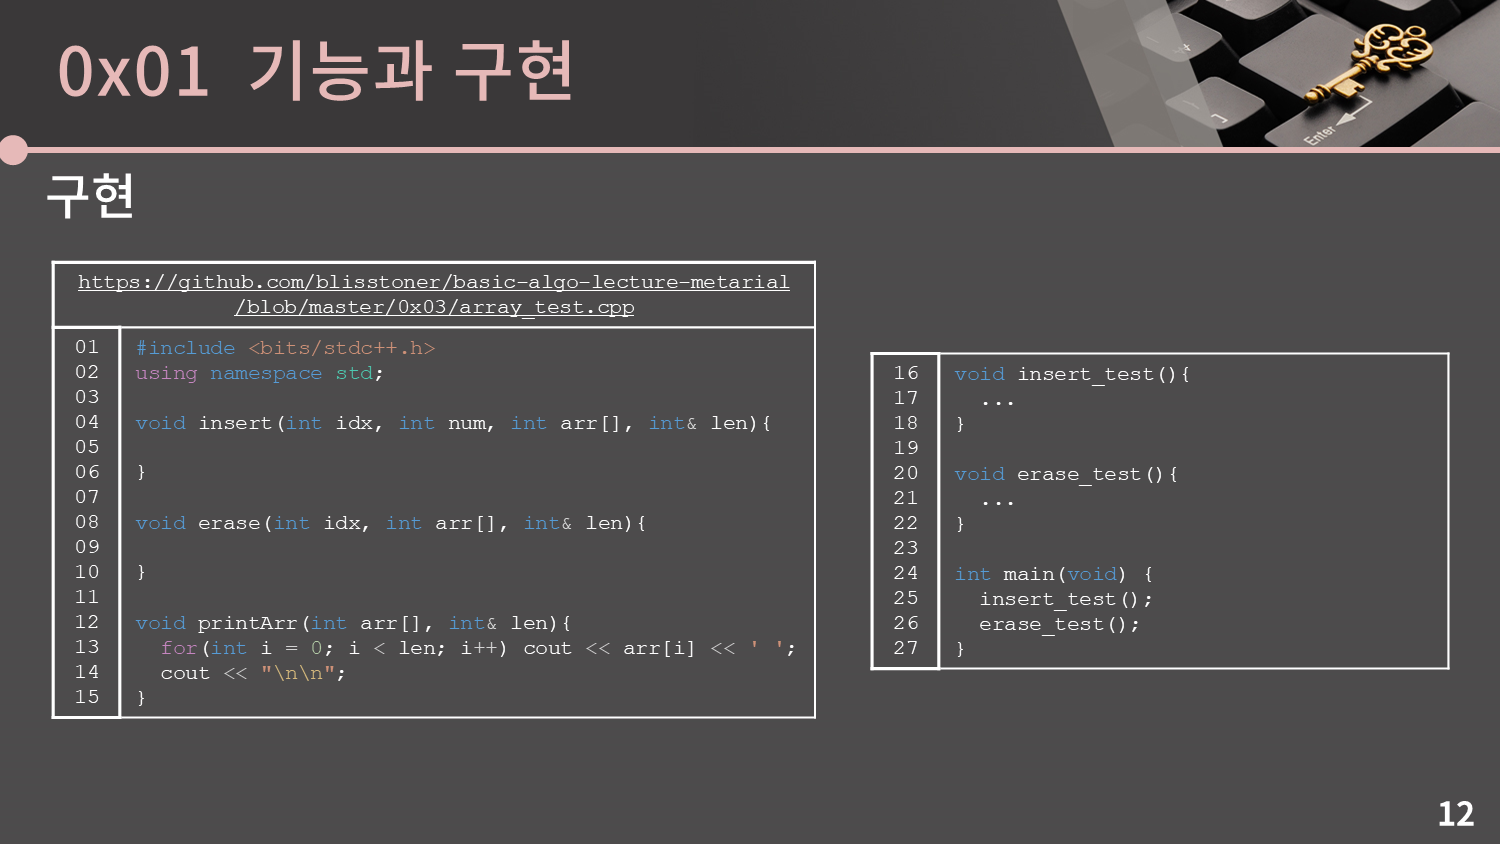 0x01 기능과 구현
Enter
구현
https://github.com/blisstoner/basic-algo-lecture-metarial
/blob/master/0x03/array_test.cpp
01 #include <bits/stdc++.h>
02 using namespace std;
03
04 void insert(int idx, int num, int arr[], int& len){
05
06 }
07
08 void erase(int idx, int arr[], int& len){
09
10 }
11
12 void printArr(int arr[], int& len){
13   for(int i = 0; i < len; i++) cout << arr[i] << ' ';
14   cout << "\n\n";
15 }
16 void insert_test(){
17   ...
18 }
19
20 void erase_test(){
21   ...
22 }
23
24 int main(void) {
25   insert_test();
26   erase_test();
27 }
12